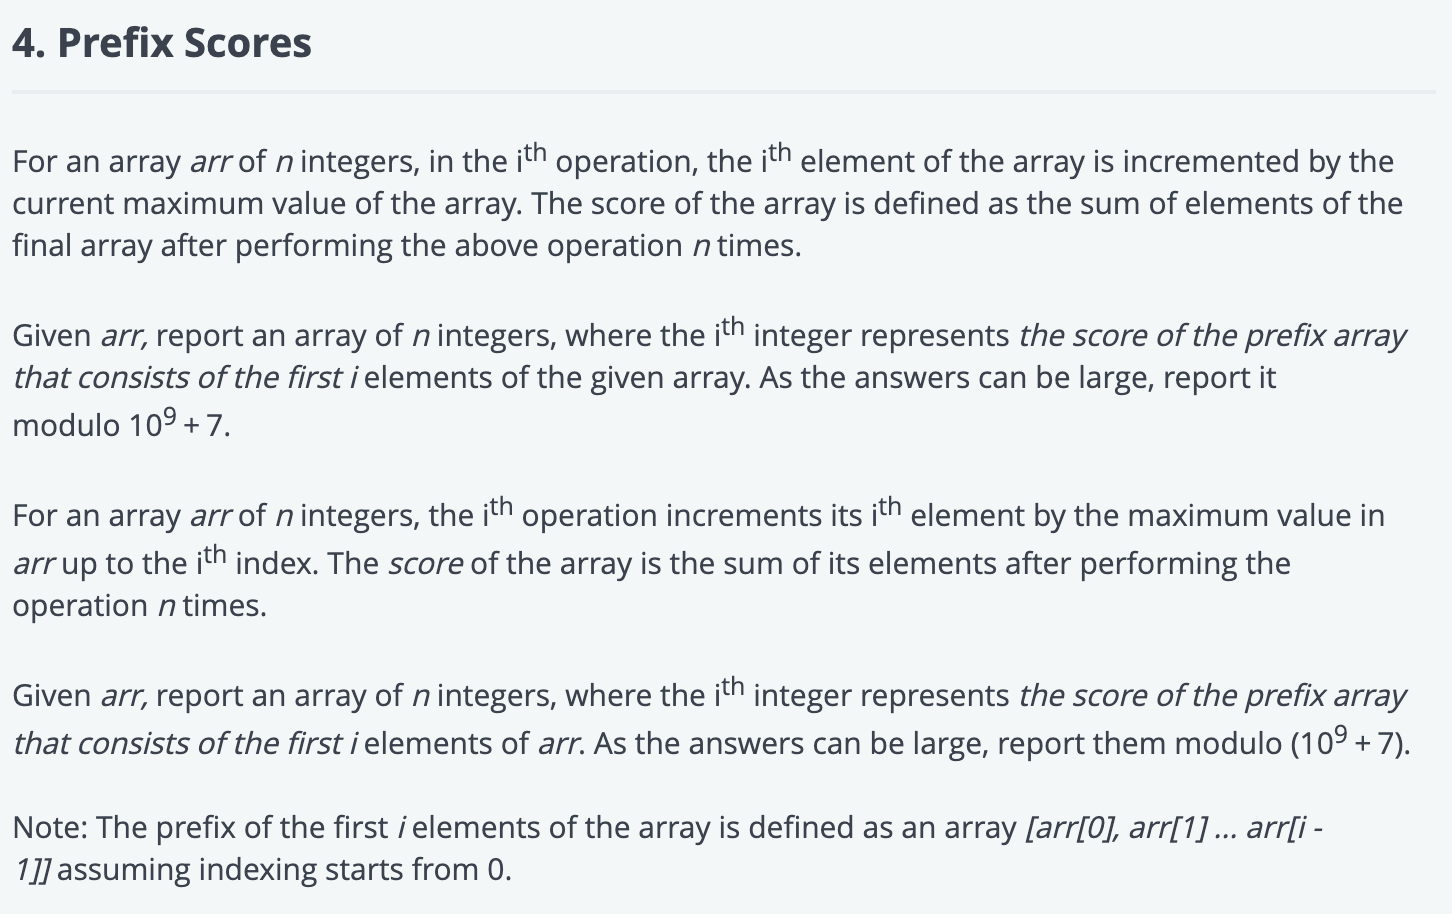 4. Prefix Scores
For an array arr of n integers, in the ith operation, the ith element of the array is incremented by the
current maximum value of the array. The score of the array is defined as the sum of elements of the
final array after performing the above operation n times.
Given arr, report an array of n integers, where the ith integer represents the score of the prefix array
that consists of the first i elements of the given array. As the answers can be large, report it
modulo 10^9 + 7.
For an array arr of n integers, the ith operation increments its ith element by the maximum value in
arr up to the ith index. The score of the array is the sum of its elements after performing the
operation n times.
Given arr, report an array of n integers, where the ith integer represents the score of the prefix array
that consists of the first i elements of arr. As the answers can be large, report them modulo (10^9 + 7).
Note: The prefix of the first i elements of the array is defined as an array [arr[0], arr[1] ... arr[i -
1]] assuming indexing starts from 0.